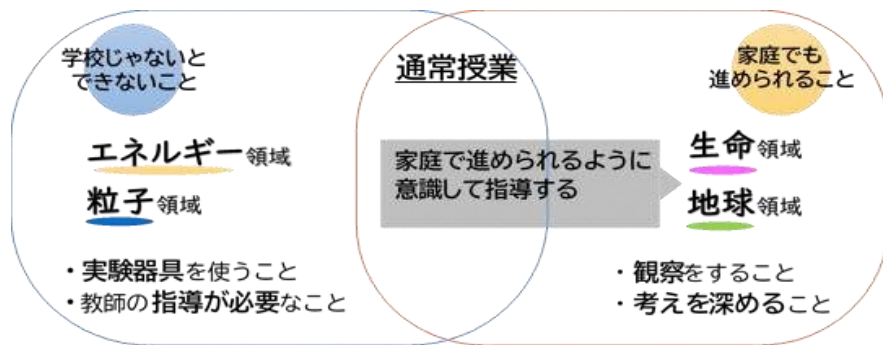 学校じゃないと
できないこと
エネルギー領域
粒子領域
・実験器具を使うこと
・教師の指導が必要なこと
通常授業
家庭で進められるように
意識して指導する
家庭でも
進められること
生命領域
地球領域
・観察をすること
・考えを深めること